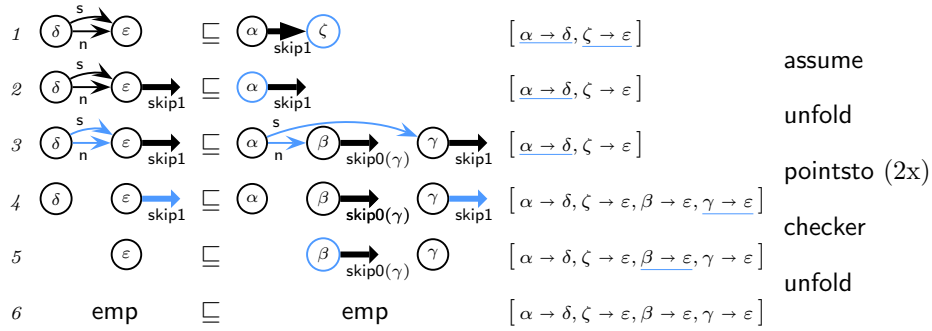 1 δ s n ε ⊑ α skip1 ζ [ α → δ, ζ → ε ]
assume
2 δ s n ε skip1 ⊑ α skip1 [ α → δ, ζ → ε ]
unfold
3 δ s n ε skip1 ⊑ α s n β skip0(γ) γ skip1 [ α → δ, ζ → ε ]
pointsto (2x)
4 δ ε skip1 ⊑ α β skip0(γ) γ skip1 [ α → δ, ζ → ε, β → ε, γ → ε ]
checker
5 ε ⊑ β skip0(γ) γ [ α → δ, ζ → ε, β → ε, γ → ε ]
unfold
6 emp ⊑ emp [ α → δ, ζ → ε, β → ε, γ → ε ]